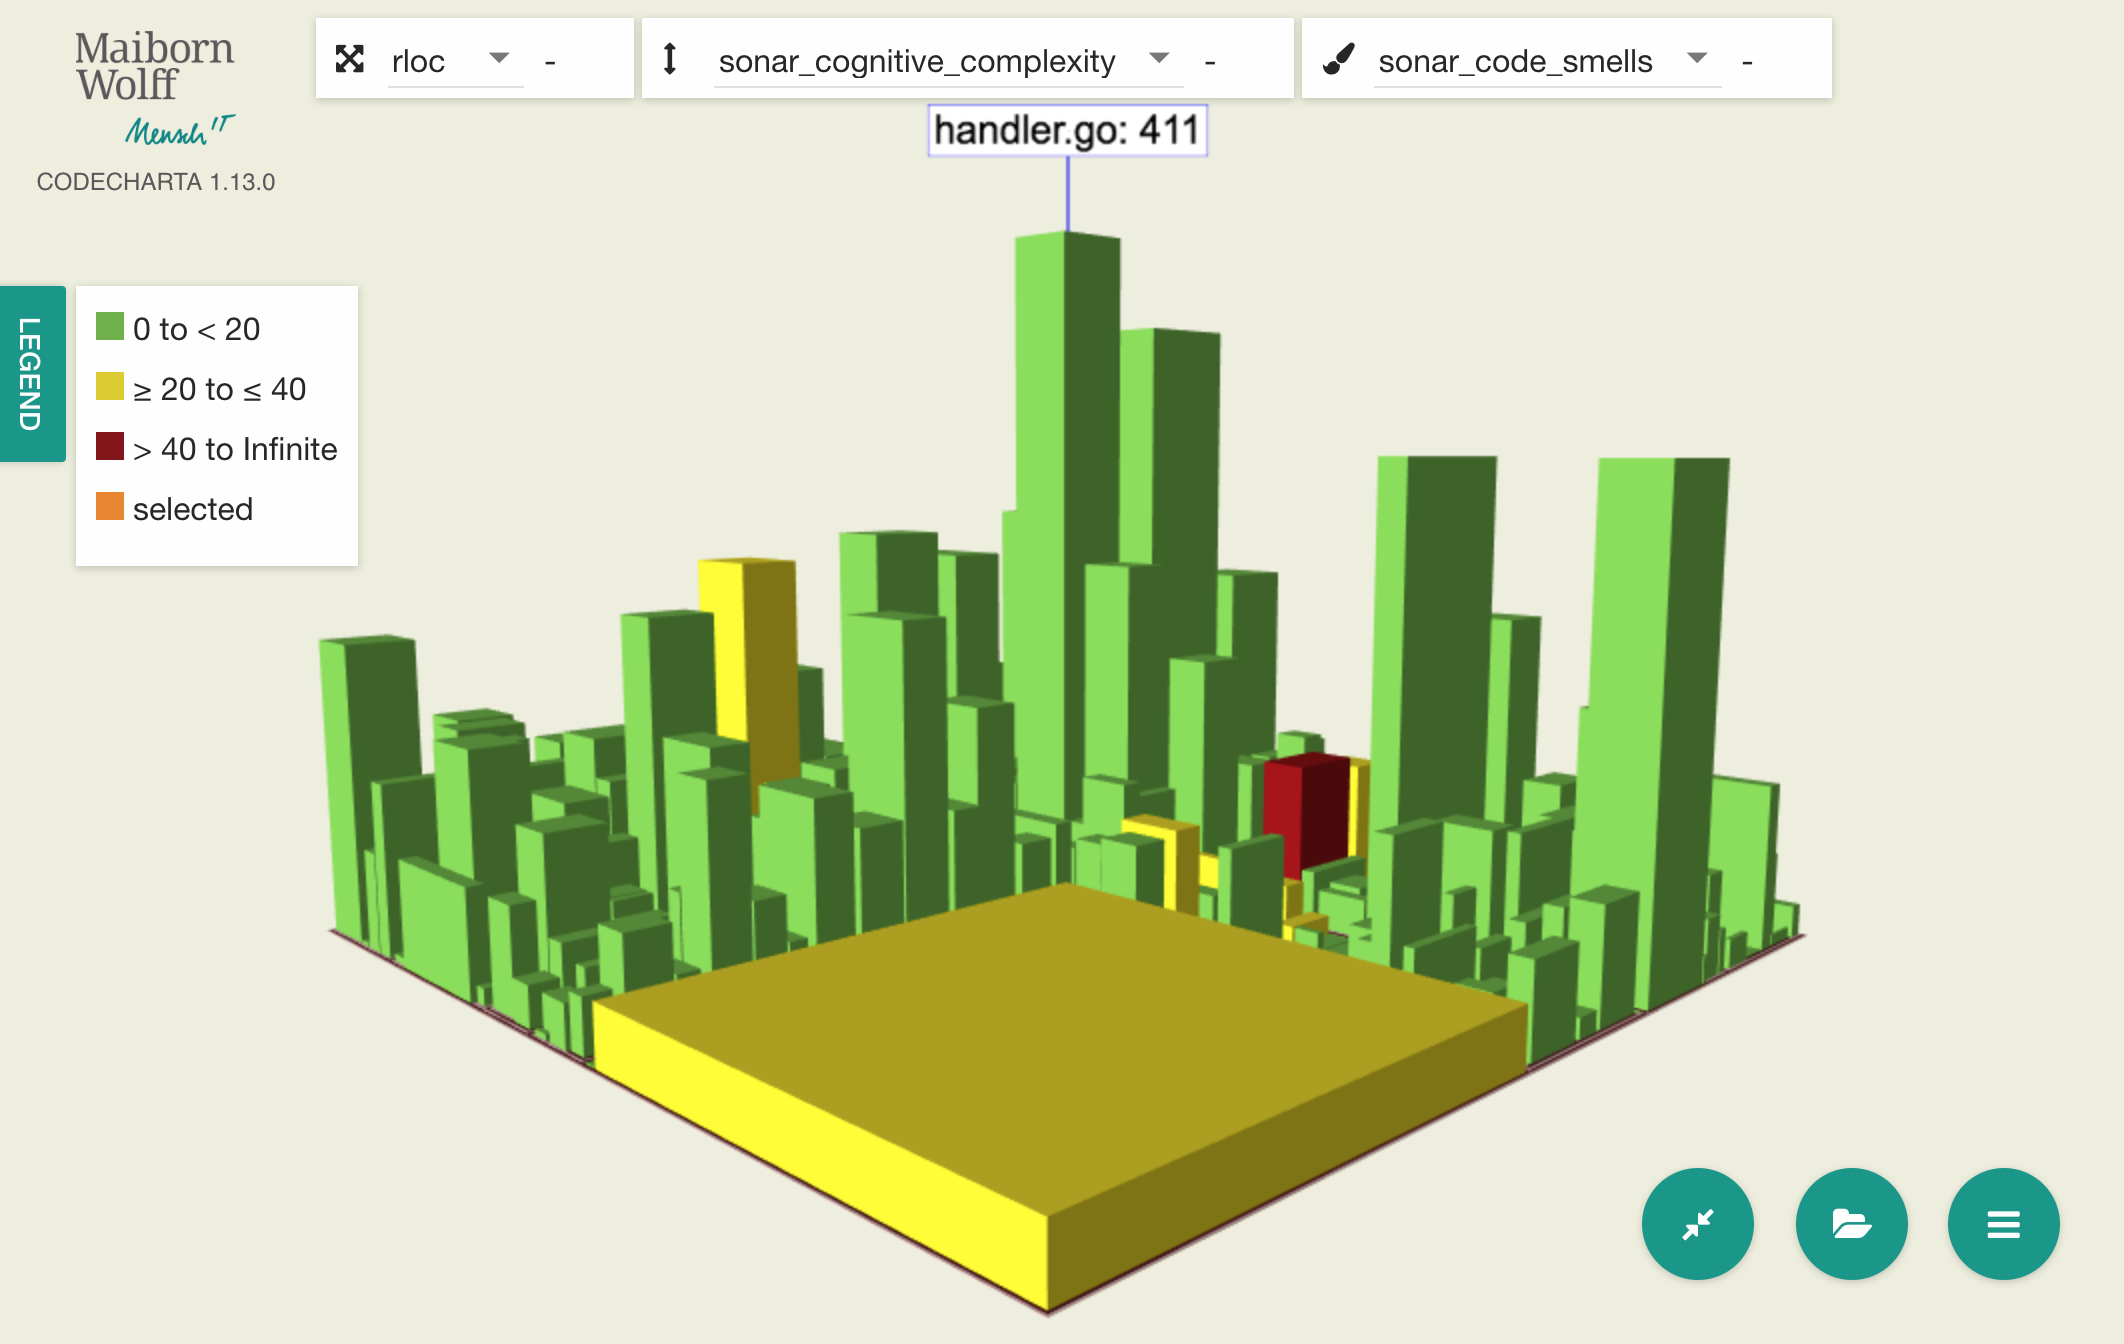 Maiborn
Wolff
Mensch IT
CODECHARTA 1.13.0
rloc -
sonar_cognitive_complexity -
sonar_code_smells -
handler.go: 411
LEGEND
0 to < 20
≥ 20 to ≤ 40
> 40 to Infinite
selected